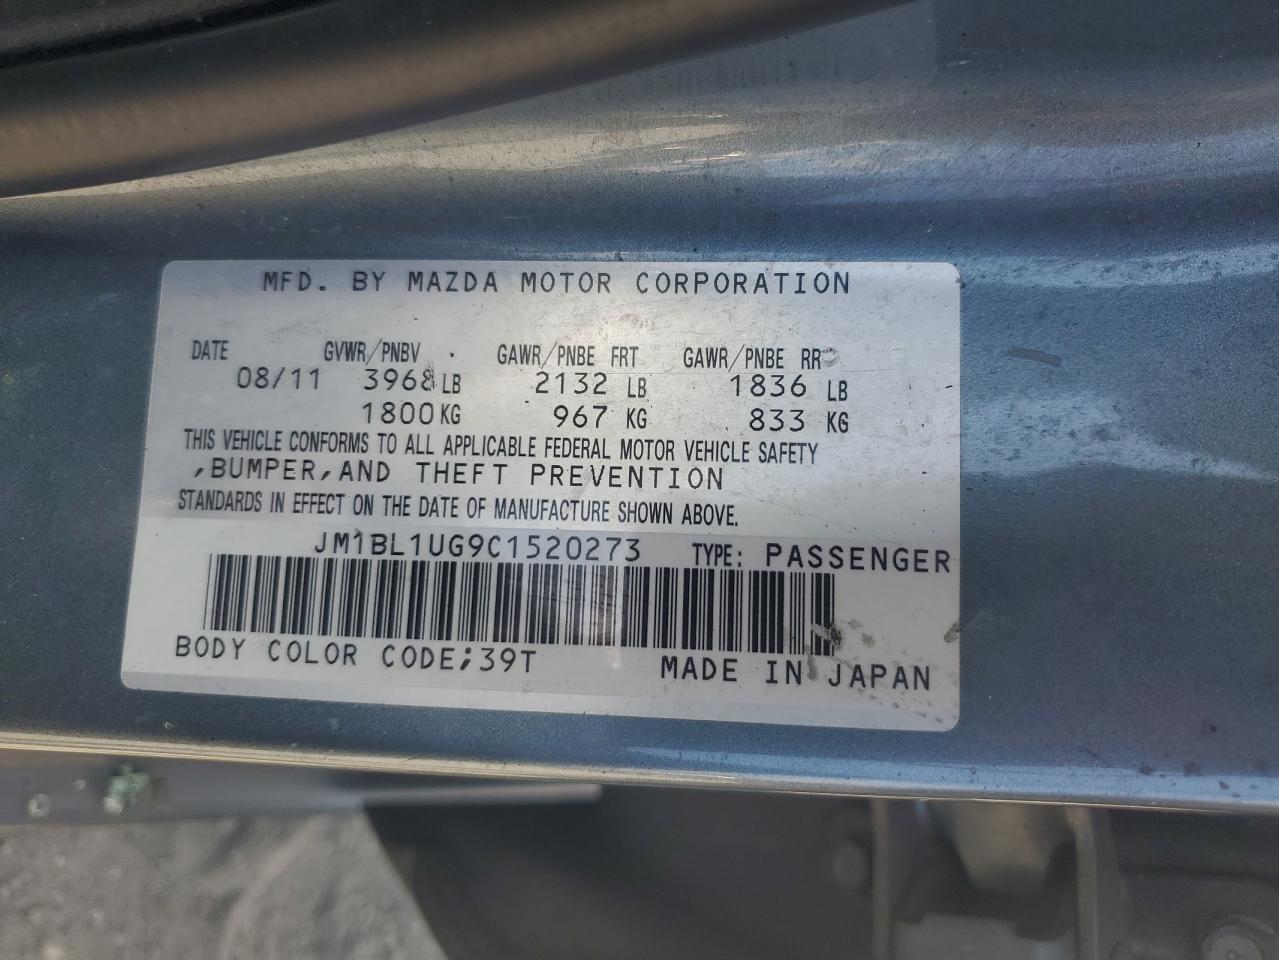 MFD. BY MAZDA MOTOR CORPORATION
DATE GVWR/PNBV GAWR/PNBE FRT GAWR/PNBE RR
08/11 3968 LB 2132 LB 1836 LB
1800 KG 967 KG 833 KG
THIS VEHICLE CONFORMS TO ALL APPLICABLE FEDERAL MOTOR VEHICLE SAFETY
,BUMPER,AND THEFT PREVENTION
STANDARDS IN EFFECT ON THE DATE OF MANUFACTURE SHOWN ABOVE.
JM1BL1UG9C1520273 TYPE: PASSENGER
BODY COLOR CODE;39T MADE IN JAPAN